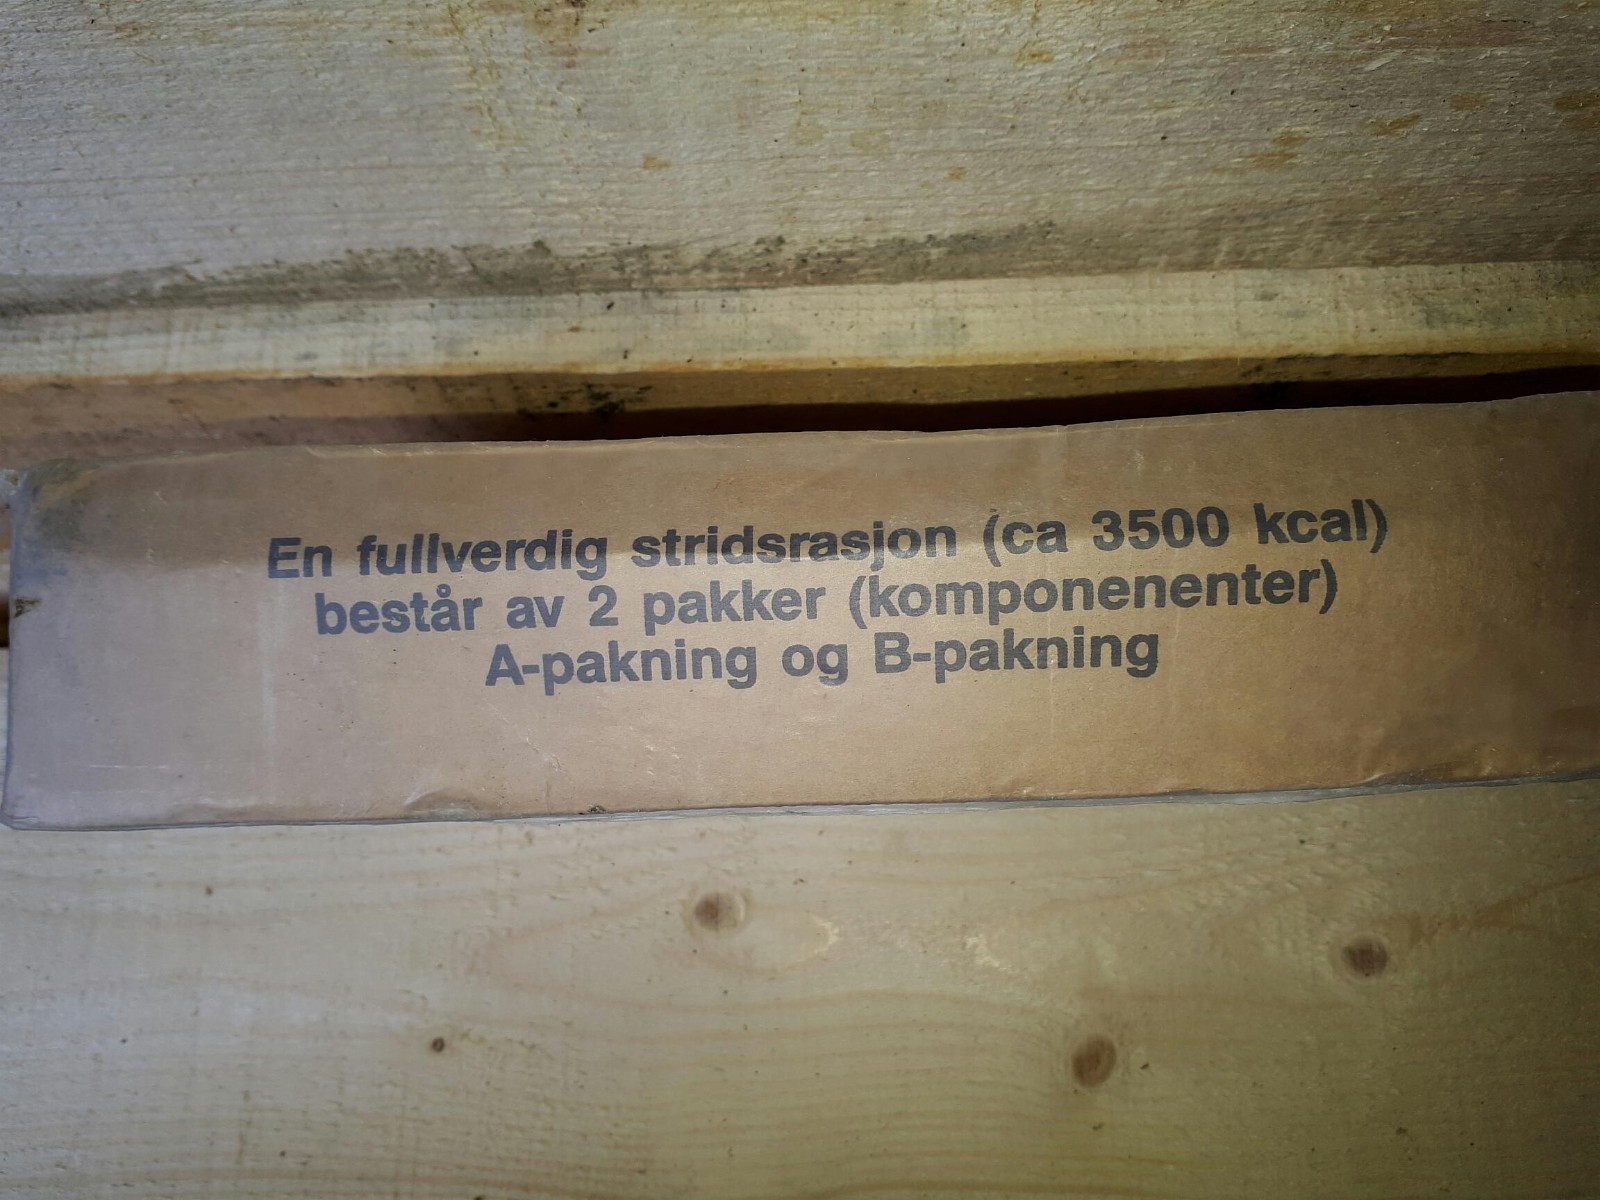 En fullverdig stridsrasjon (ca 3500 kcal)
består av 2 pakker (komponenenter)
A-pakning og B-pakning